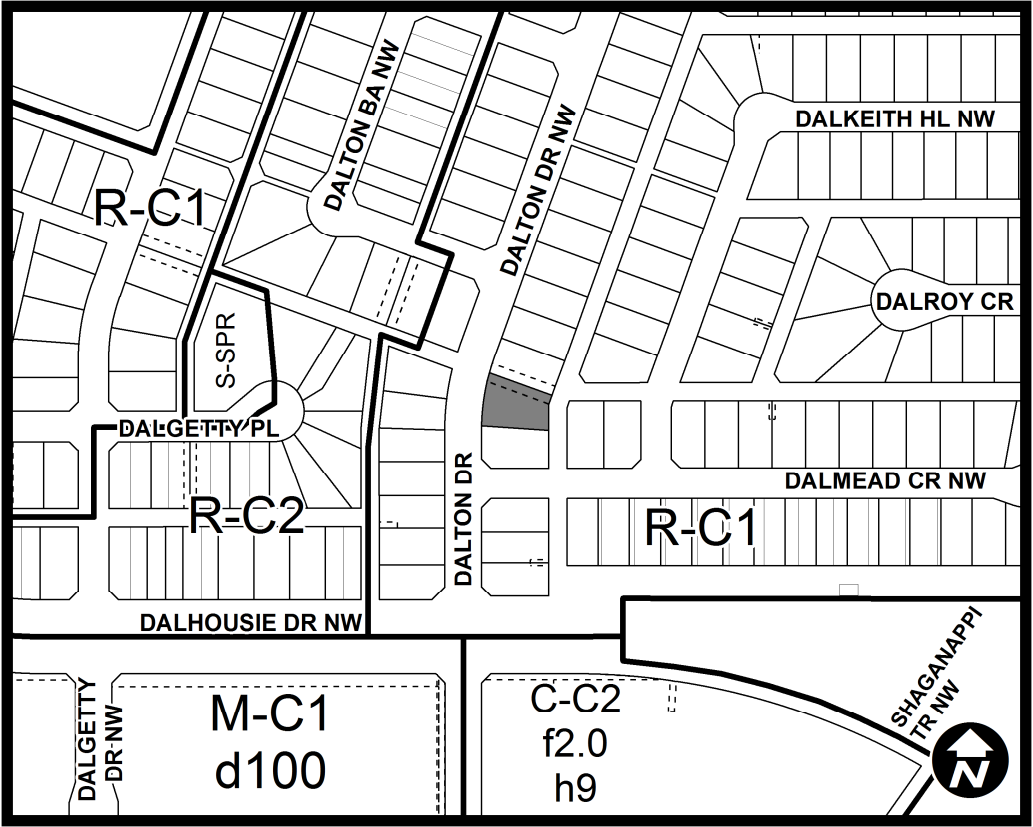 DALTON BA NW
DALKEITH HL NW
DALTON DR NW
R-C1
DALROY CR
S-SPR
DALGETTY PL
DALMEAD CR NW
R-C2
DALTON DR
R-C1
DALHOUSIE DR NW
SHAGANAPPI
TR NW
DALGETTY
DR NW
M-C1
d100
C-C2
f2.0
h9
N